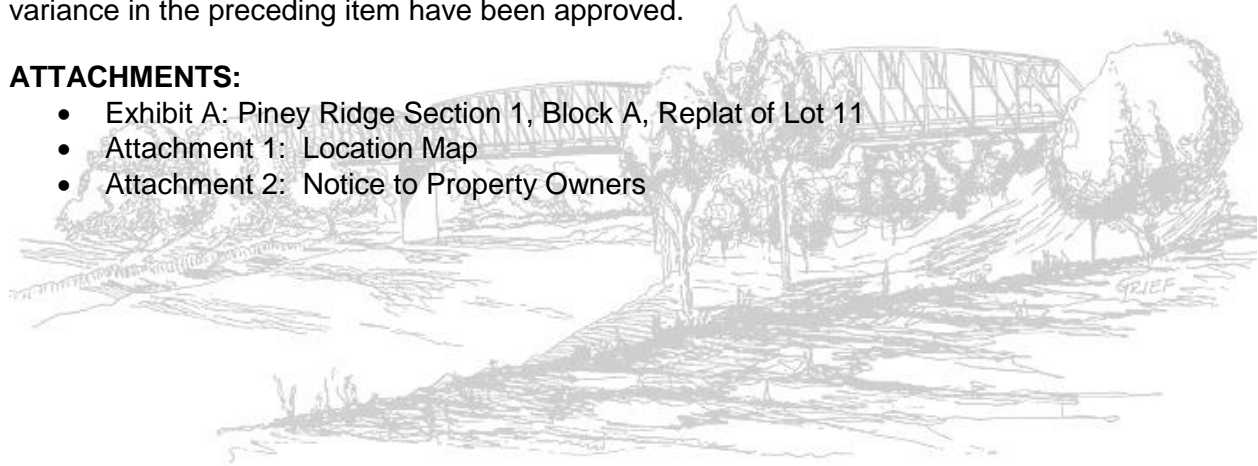 variance in the preceding item have been approved.
ATTACHMENTS:
• Exhibit A: Piney Ridge Section 1, Block A, Replat of Lot 11
• Attachment 1: Location Map
• Attachment 2: Notice to Property Owners
GRIEF